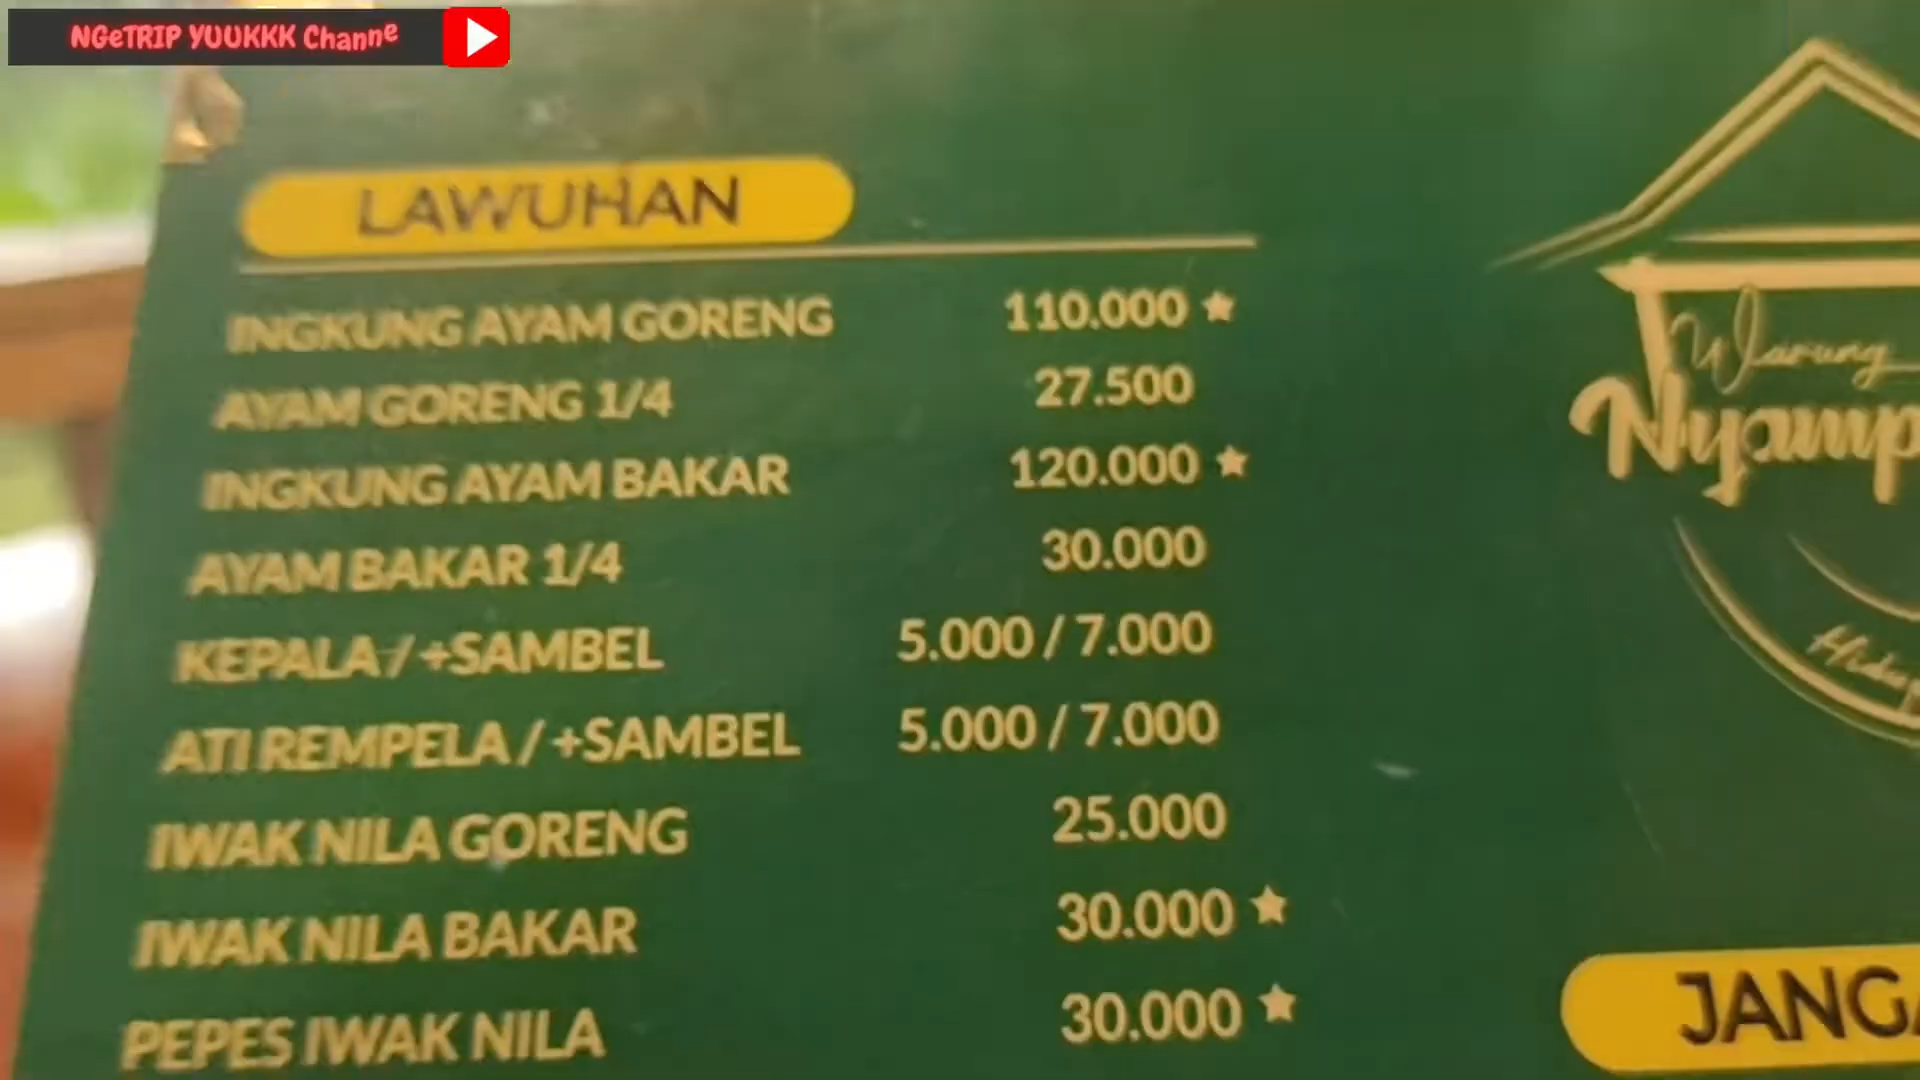 NGeTRIP YUUKKK Channe
LAWUHAN
INGKUNG AYAM GORENG 110.000 ★
AYAM GORENG 1/4 27.500
INGKUNG AYAM BAKAR 120.000 ★
AYAM BAKAR 1/4 30.000
KEPALA / +SAMBEL 5.000 / 7.000
ATI REMPELA / +SAMBEL 5.000 / 7.000
IWAK NILA GORENG 25.000
IWAK NILA BAKAR 30.000 ★
PEPES IWAK NILA 30.000 ★
Warung
Nyamp
Hidup
JANGA